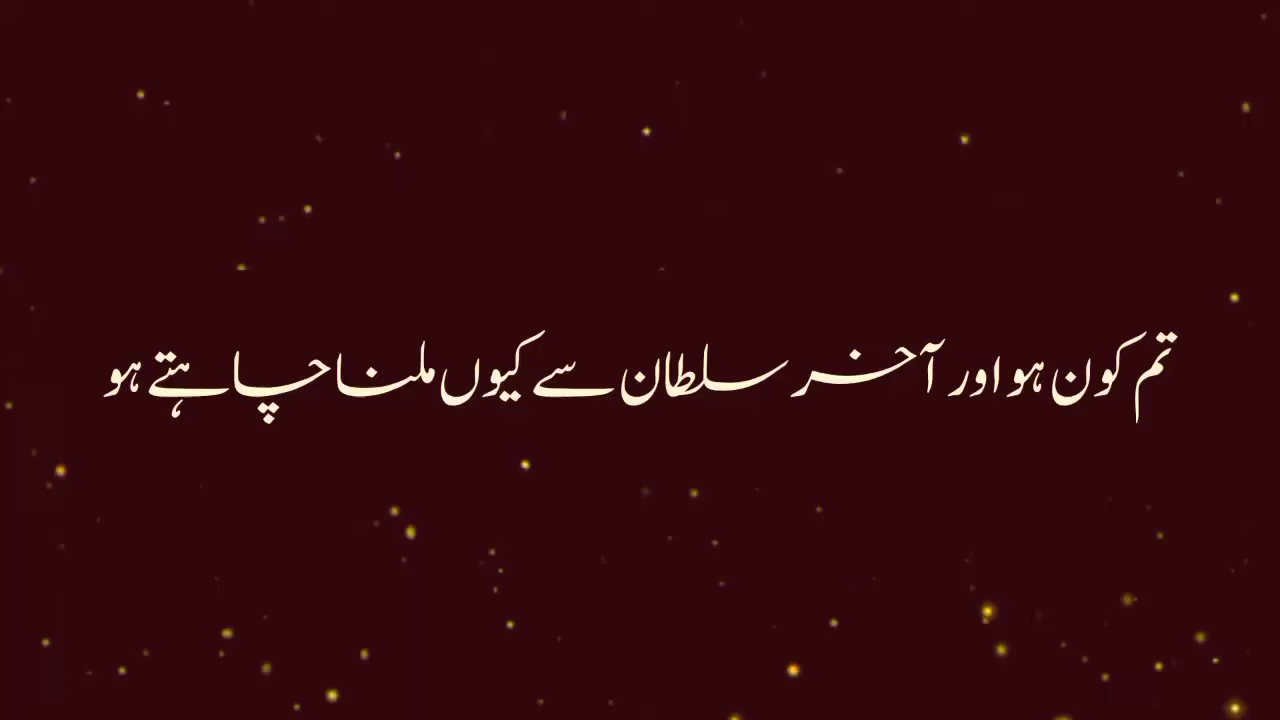 تم کون ہو اور آخر سلطان سے کیوں ملنا چاہتے ہو